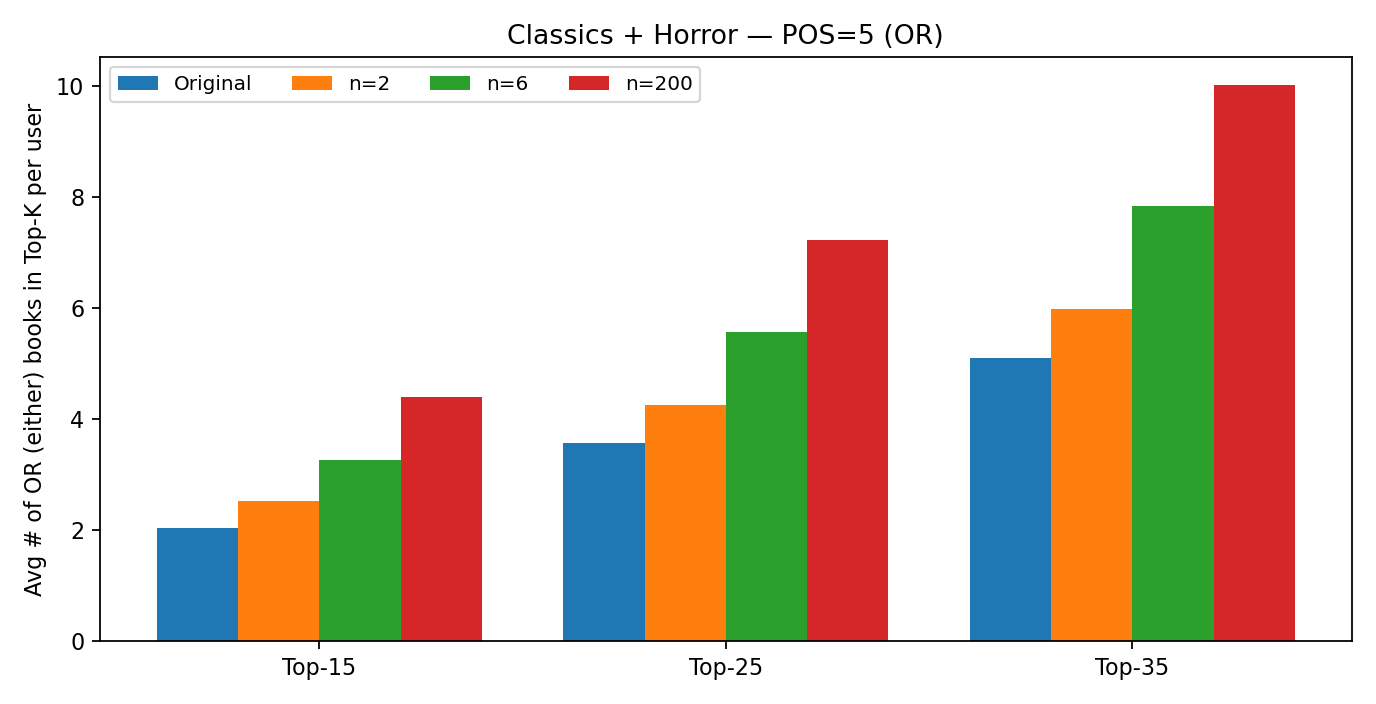 Classics + Horror — POS=5 (OR)
Original n=2 n=6 n=200
Avg # of OR (either) books in Top-K per user
10
8
6
4
2
0
Top-15 Top-25 Top-35